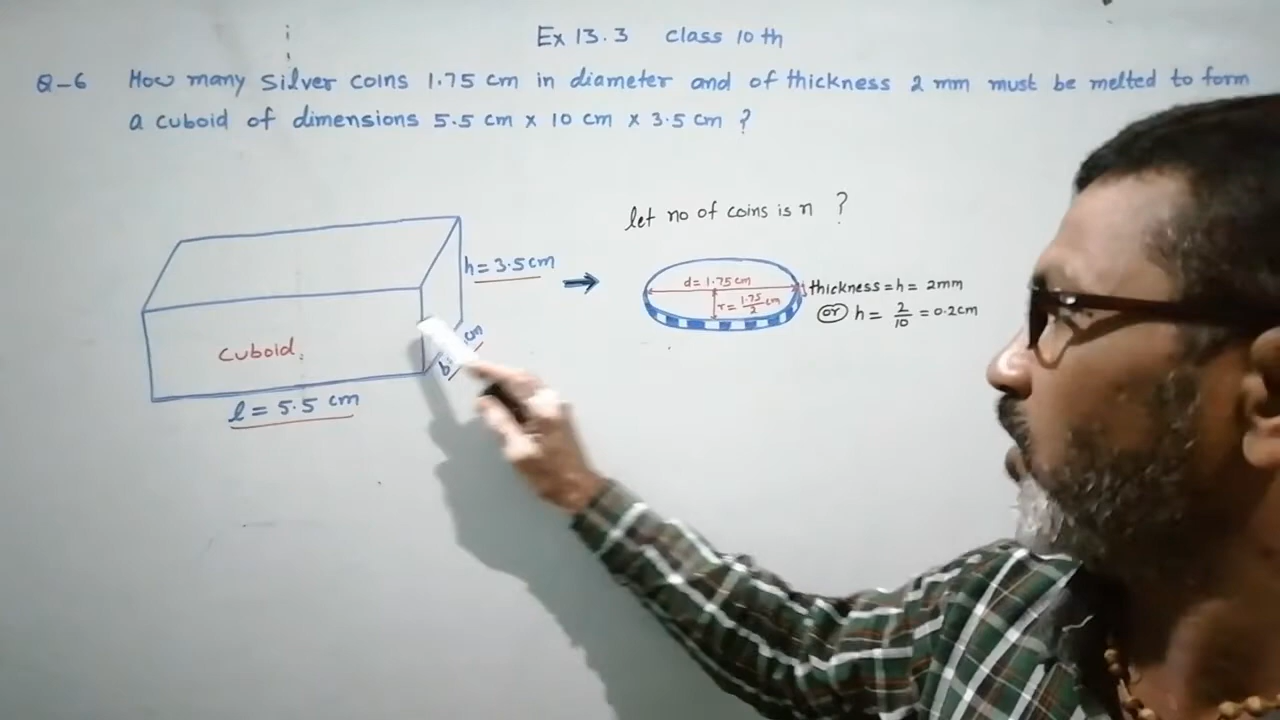 Ex 13.3 class 10 th
Q-6 How many silver coins 1.75 cm in diameter and of thickness 2 mm must be melted to form
a cuboid of dimensions 5.5 cm x 10 cm x 3.5 cm ?
let no of coins is n ?
h = 3.5 cm
d = 1.75 cm
r = 1.75/2 cm
thickness = h = 2mm
or h = 2/10 = 0.2cm
cuboid
b= cm
l = 5.5 cm